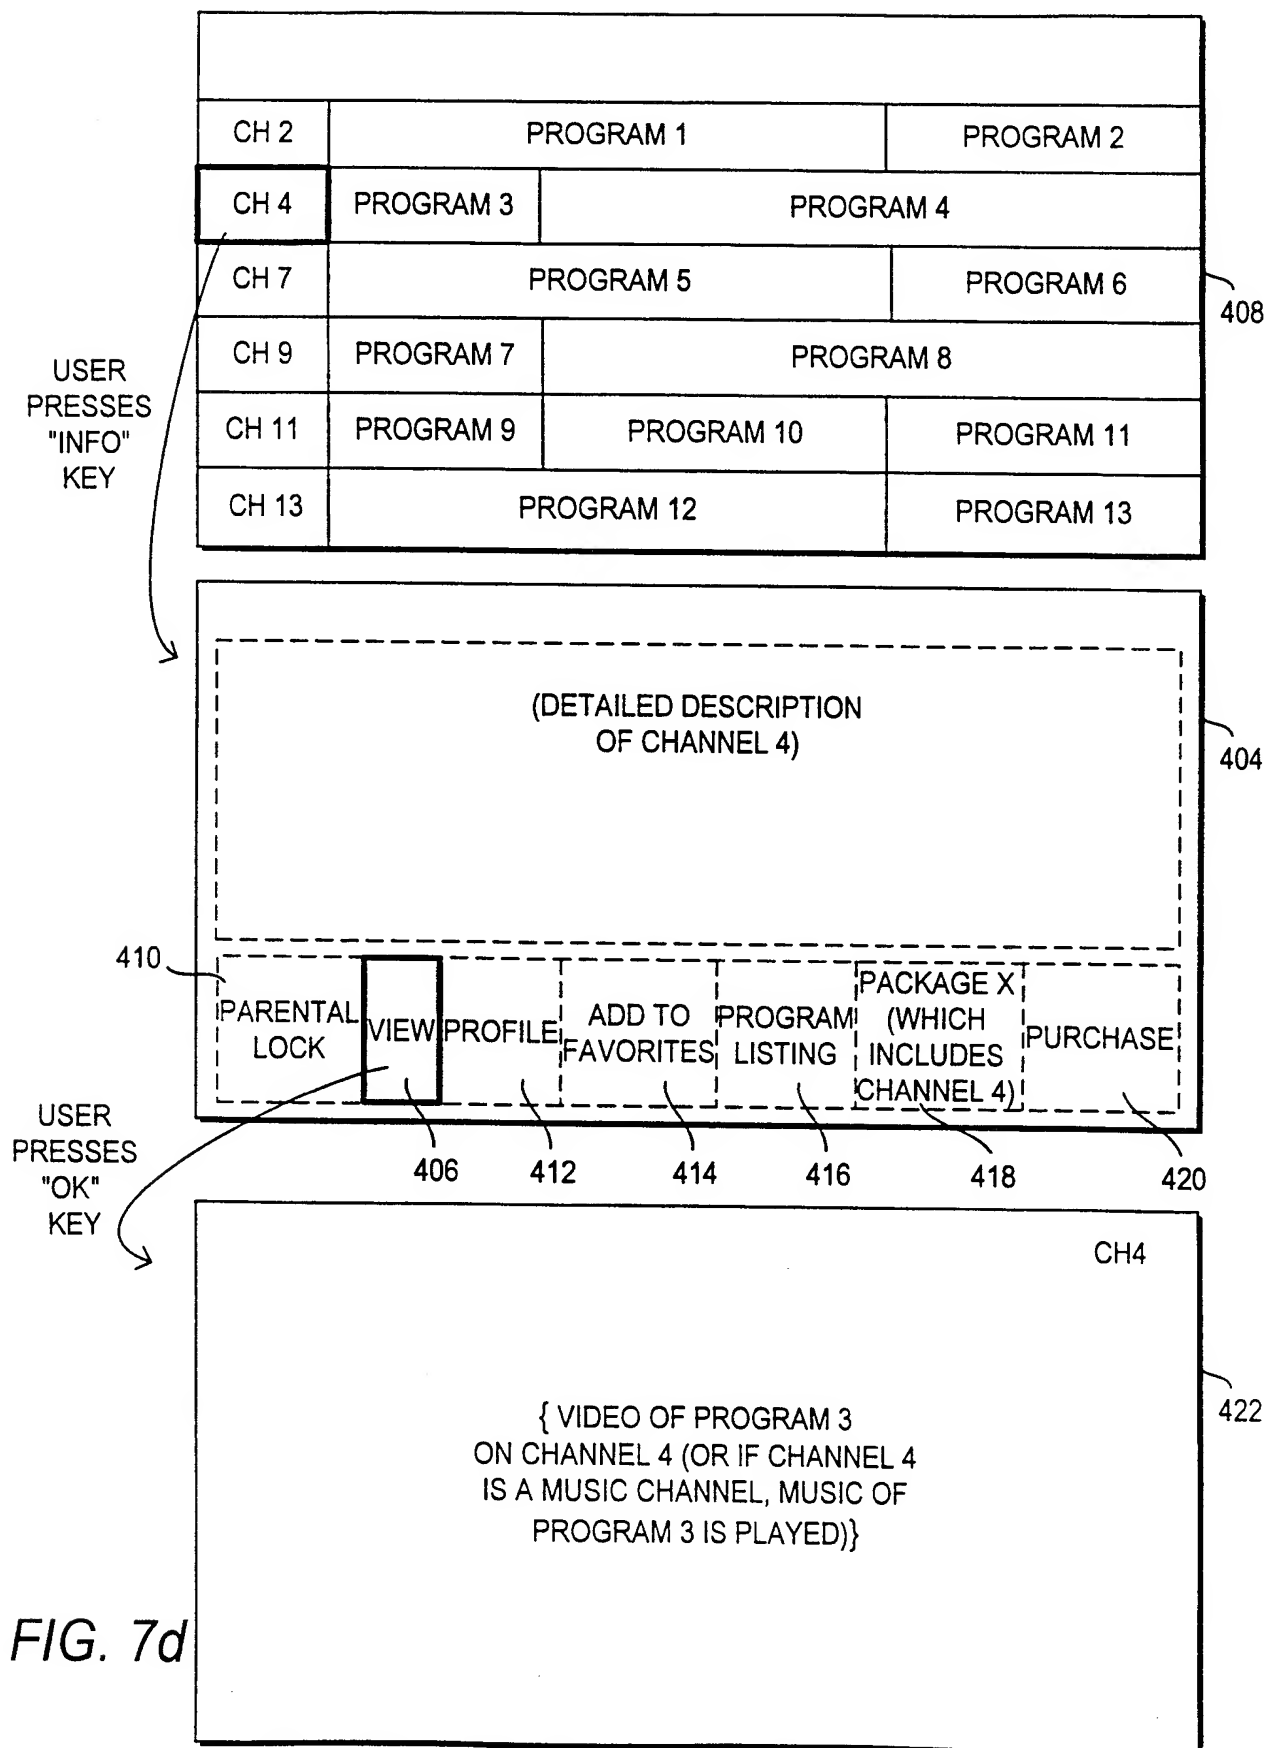 CH 2 PROGRAM 1 PROGRAM 2
CH 4 PROGRAM 3 PROGRAM 4
CH 7 PROGRAM 5 PROGRAM 6
408
CH 9 PROGRAM 7 PROGRAM 8
CH 11 PROGRAM 9 PROGRAM 10 PROGRAM 11
CH 13 PROGRAM 12 PROGRAM 13
USER
PRESSES
"INFO"
KEY
(DETAILED DESCRIPTION
OF CHANNEL 4)
404
410
PARENTAL
LOCK
VIEW
PROFILE
ADD TO
FAVORITES
PROGRAM
LISTING
PACKAGE X
(WHICH
INCLUDES
CHANNEL 4)
PURCHASE
USER
PRESSES
"OK"
KEY
406 412 414 416 418 420
CH4
422
{ VIDEO OF PROGRAM 3
ON CHANNEL 4 (OR IF CHANNEL 4
IS A MUSIC CHANNEL, MUSIC OF
PROGRAM 3 IS PLAYED)}
FIG. 7d